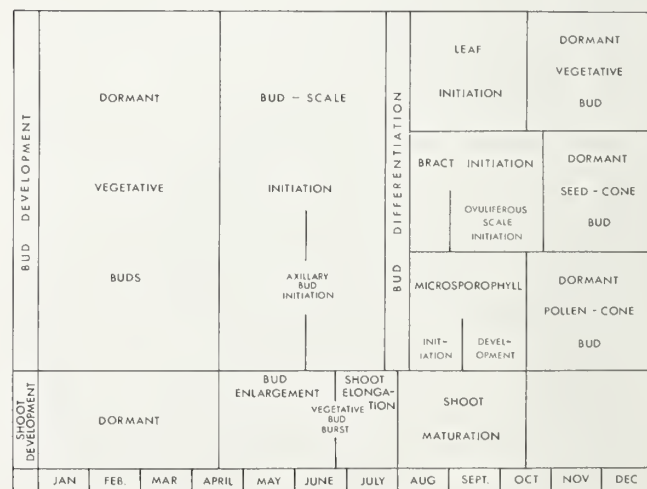 BUD DEVELOPMENT
DORMANT
VEGETATIVE
BUDS
BUD - SCALE
INITIATION
AXILLARY
BUD
INITIATION
BUD DIFFERENTIATION
LEAF
INITIATION
DORMANT
VEGETATIVE
BUD
BRACT INITIATION
OVULIFEROUS
SCALE
INITIATION
DORMANT
SEED - CONE
BUD
MICROSPOROPHYLL
INIT-
IATION
DEVEL-
OPMENT
DORMANT
POLLEN - CONE
BUD
SHOOT
DEVELOPMENT
DORMANT
BUD
ENLARGEMENT
SHOOT
ELONGA-
TION
VEGETATIVE
BUD
BURST
SHOOT
MATURATION
JAN FEB. MAR APRIL MAY JUNE JULY AUG SEPT. OCT NOV DEC